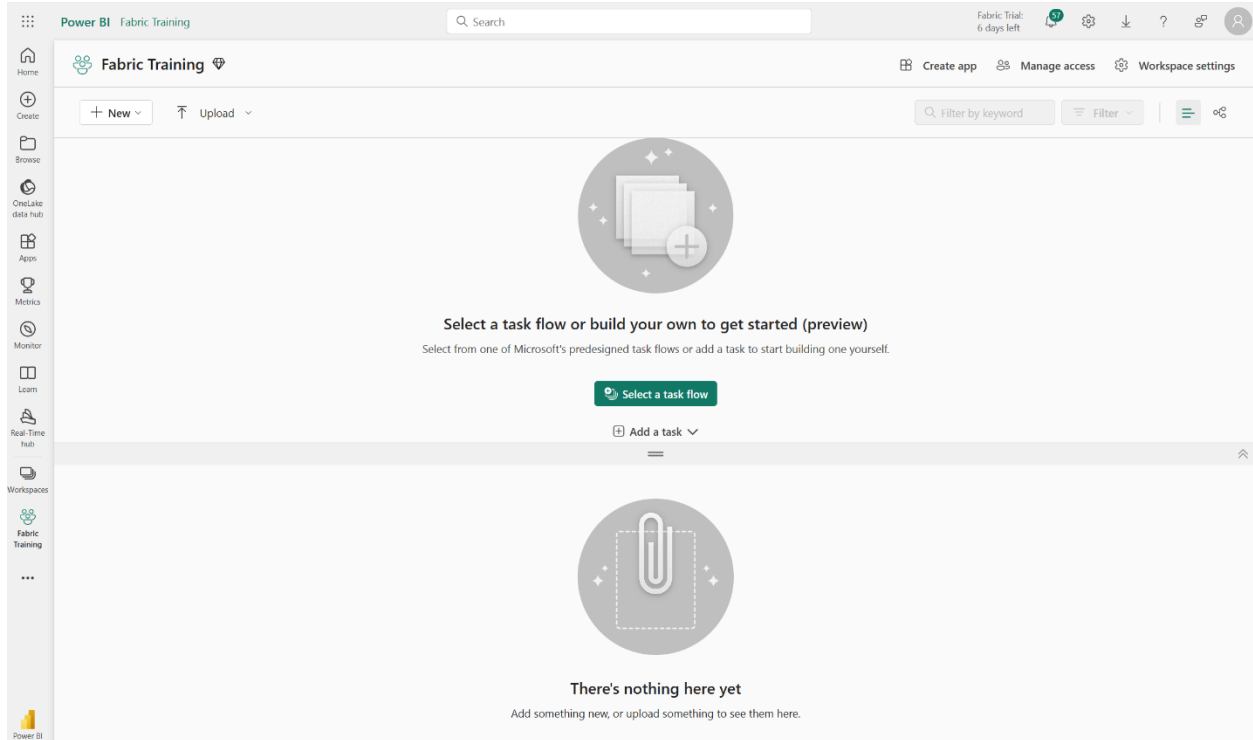 Power BI Fabric Training
Search
Fabric Trial:
6 days left
57
Home
Create
Browse
OneLake
data hub
Apps
Metrics
Monitor
Learn
Real-Time
hub
Workspaces
Fabric
Training
Power BI
Fabric Training
Create app
Manage access
Workspace settings
New
Upload
Filter by keyword
Filter
Select a task flow or build your own to get started (preview)
Select from one of Microsoft's predesigned task flows or add a task to start building one yourself.
Select a task flow
Add a task
There's nothing here yet
Add something new, or upload something to see them here.